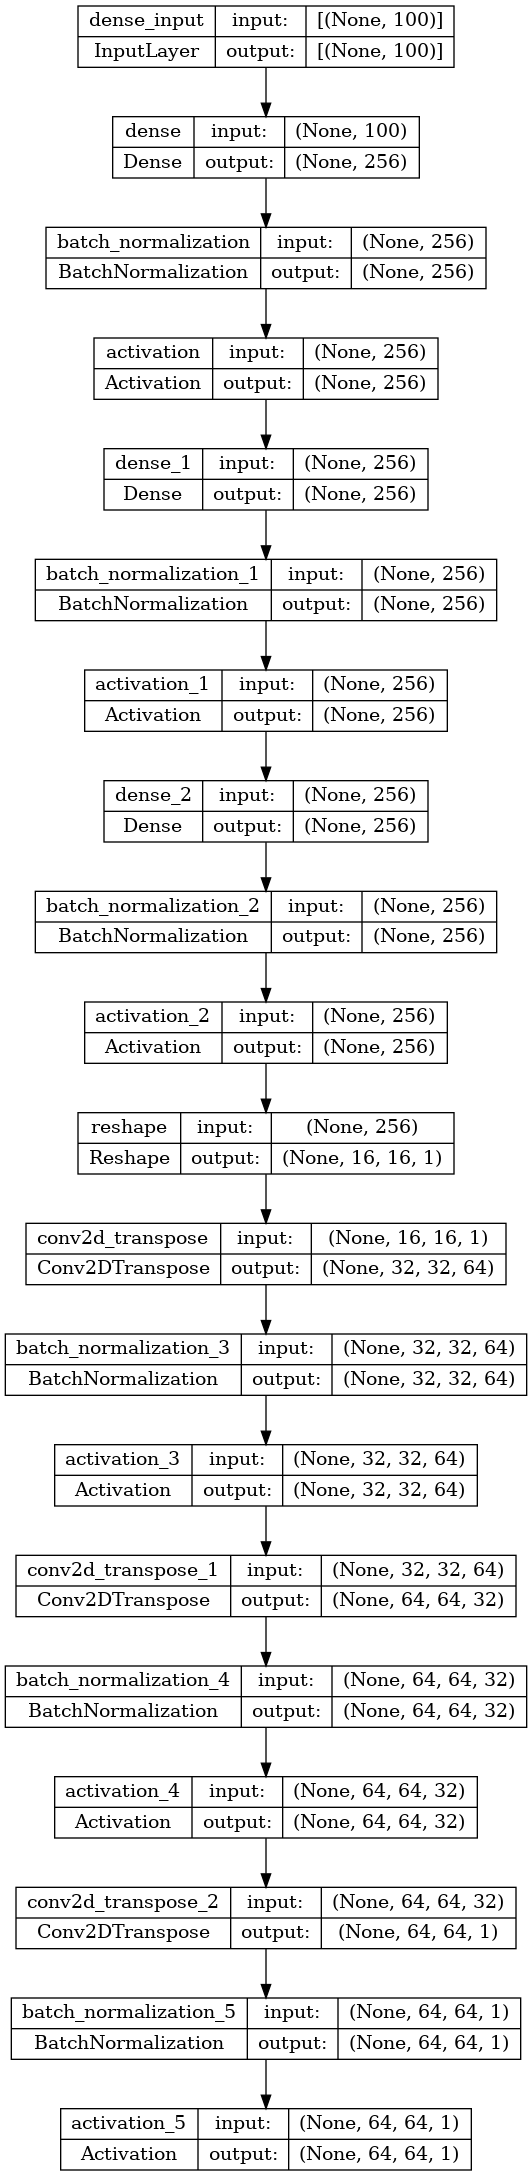 dense_input input: [(None, 100)]
InputLayer output: [(None, 100)]
dense input: (None, 100)
Dense output: (None, 256)
batch_normalization input: (None, 256)
BatchNormalization output: (None, 256)
activation input: (None, 256)
Activation output: (None, 256)
dense_1 input: (None, 256)
Dense output: (None, 256)
batch_normalization_1 input: (None, 256)
BatchNormalization output: (None, 256)
activation_1 input: (None, 256)
Activation output: (None, 256)
dense_2 input: (None, 256)
Dense output: (None, 256)
batch_normalization_2 input: (None, 256)
BatchNormalization output: (None, 256)
activation_2 input: (None, 256)
Activation output: (None, 256)
reshape input: (None, 256)
Reshape output: (None, 16, 16, 1)
conv2d_transpose input: (None, 16, 16, 1)
Conv2DTranspose output: (None, 32, 32, 64)
batch_normalization_3 input: (None, 32, 32, 64)
BatchNormalization output: (None, 32, 32, 64)
activation_3 input: (None, 32, 32, 64)
Activation output: (None, 32, 32, 64)
conv2d_transpose_1 input: (None, 32, 32, 64)
Conv2DTranspose output: (None, 64, 64, 32)
batch_normalization_4 input: (None, 64, 64, 32)
BatchNormalization output: (None, 64, 64, 32)
activation_4 input: (None, 64, 64, 32)
Activation output: (None, 64, 64, 32)
conv2d_transpose_2 input: (None, 64, 64, 32)
Conv2DTranspose output: (None, 64, 64, 1)
batch_normalization_5 input: (None, 64, 64, 1)
BatchNormalization output: (None, 64, 64, 1)
activation_5 input: (None, 64, 64, 1)
Activation output: (None, 64, 64, 1)